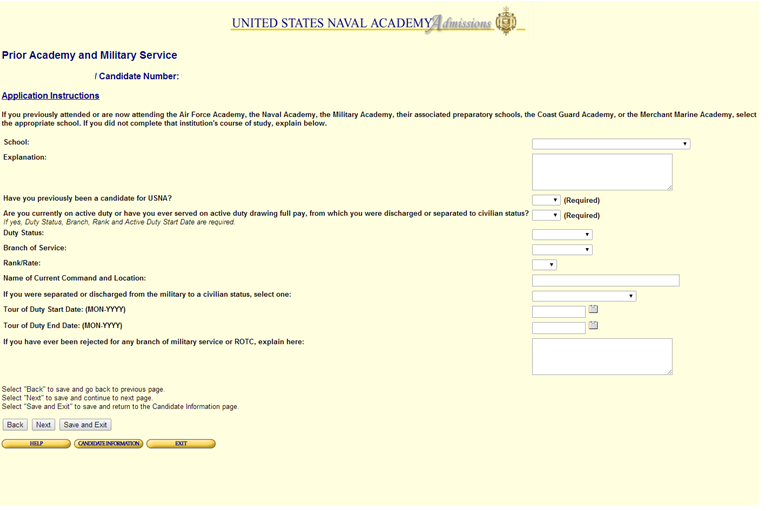 UNITED STATES NAVAL ACADEMY Admissions
Prior Academy and Military Service
/ Candidate Number:
Application Instructions
If you previously attended or are now attending the Air Force Academy, the Naval Academy, the Military Academy, their associated preparatory schools, the Coast Guard Academy, or the Merchant Marine Academy, select
the appropriate school. If you did not complete that institution's course of study, explain below.
School:
Explanation:
Have you previously been a candidate for USNA? (Required)
Are you currently on active duty or have you ever served on active duty drawing full pay, from which you were discharged or separated to civilian status? (Required)
If yes, Duty Status, Branch, Rank and Active Duty Start Date are required.
Duty Status:
Branch of Service:
Rank/Rate:
Name of Current Command and Location:
If you were separated or discharged from the military to a civilian status, select one:
Tour of Duty Start Date: (MON-YYYY)
Tour of Duty End Date: (MON-YYYY)
If you have ever been rejected for any branch of military service or ROTC, explain here:
Select "Back" to save and go back to previous page.
Select "Next" to save and continue to next page.
Select "Save and Exit" to save and return to the Candidate Information page.
Back Next Save and Exit
HELP CANDIDATE INFORMATION EXIT